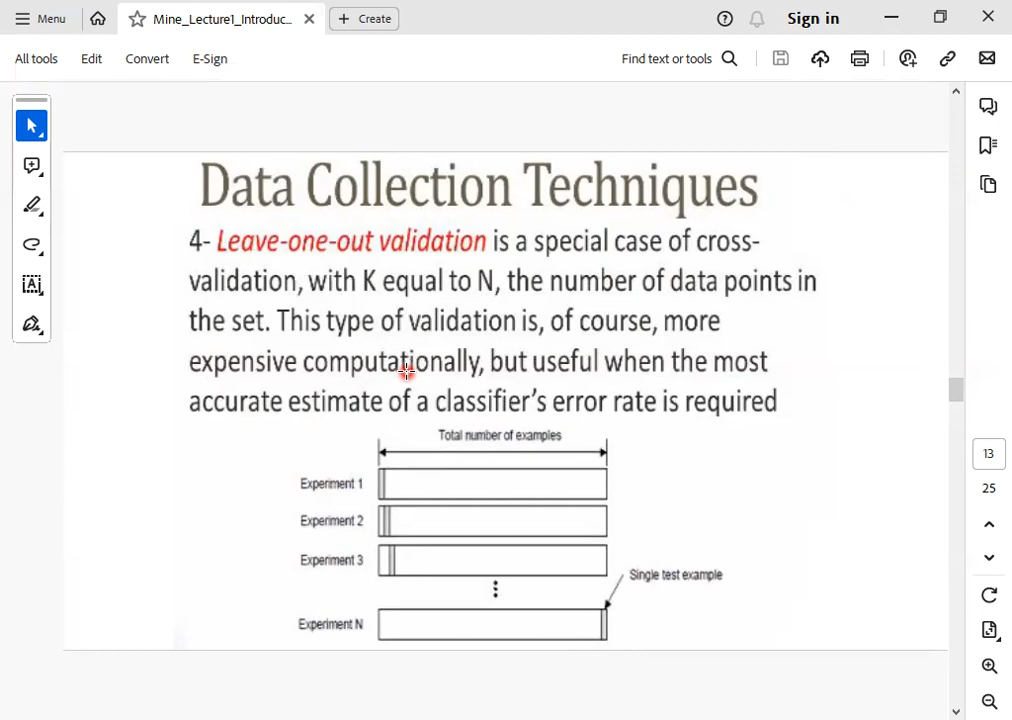 Menu
Mine_Lecture1_Introduc...
Create
Sign in
All tools
Edit
Convert
E-Sign
Find text or tools
Data Collection Techniques
4- Leave-one-out validation is a special case of cross-
validation, with K equal to N, the number of data points in
the set. This type of validation is, of course, more
expensive computationally, but useful when the most
accurate estimate of a classifier's error rate is required
Total number of examples
Experiment 1
Experiment 2
Experiment 3
Single test example
Experiment N
13
25